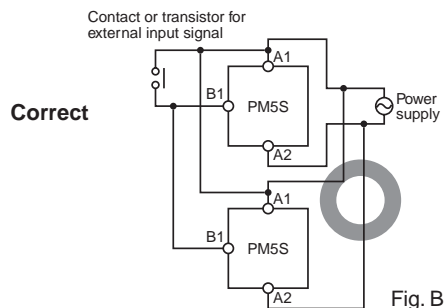 Contact or transistor for
external input signal
A1
B1
PM5S
Power
supply
Correct
A2
A1
B1
PM5S
A2
Fig. B